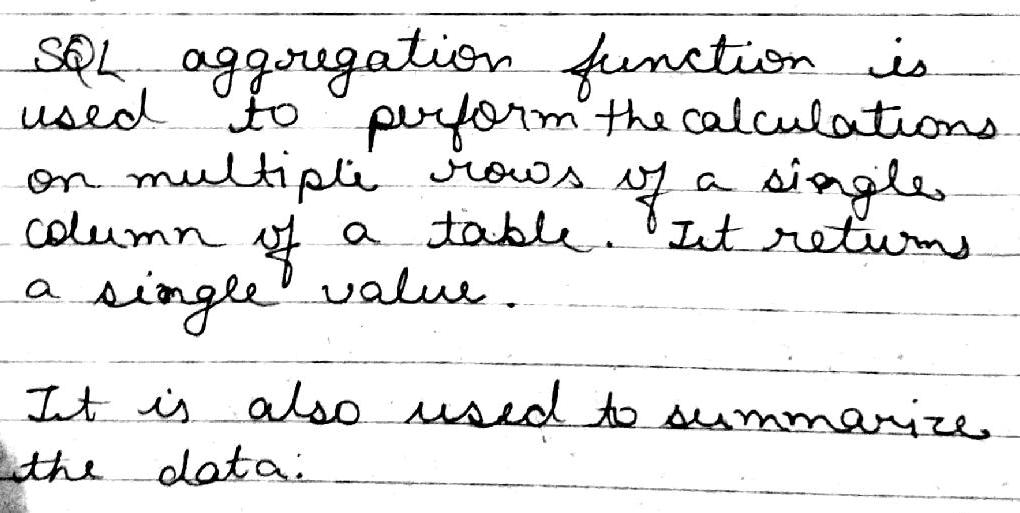 SQL aggregation function is
used to perform the calculations
on multiple rows of a single
column of a table. It returns
a single value.
It is also used to summarize
the data.